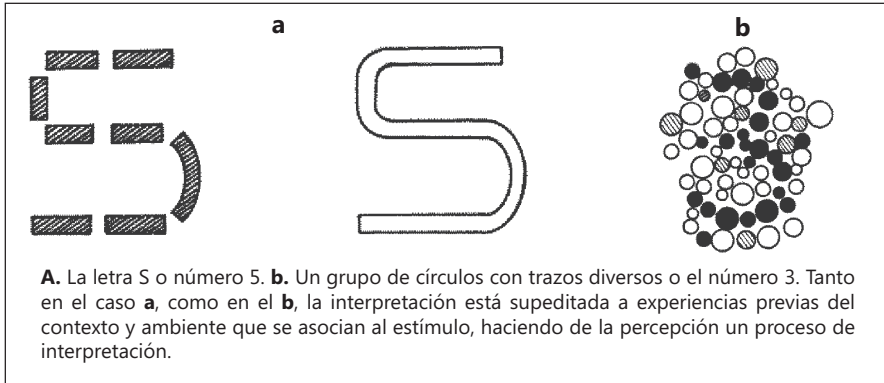 a
b
A. La letra S o número 5. b. Un grupo de círculos con trazos diversos o el número 3. Tanto
en el caso a, como en el b, la interpretación está supeditada a experiencias previas del
contexto y ambiente que se asocian al estímulo, haciendo de la percepción un proceso de
interpretación.